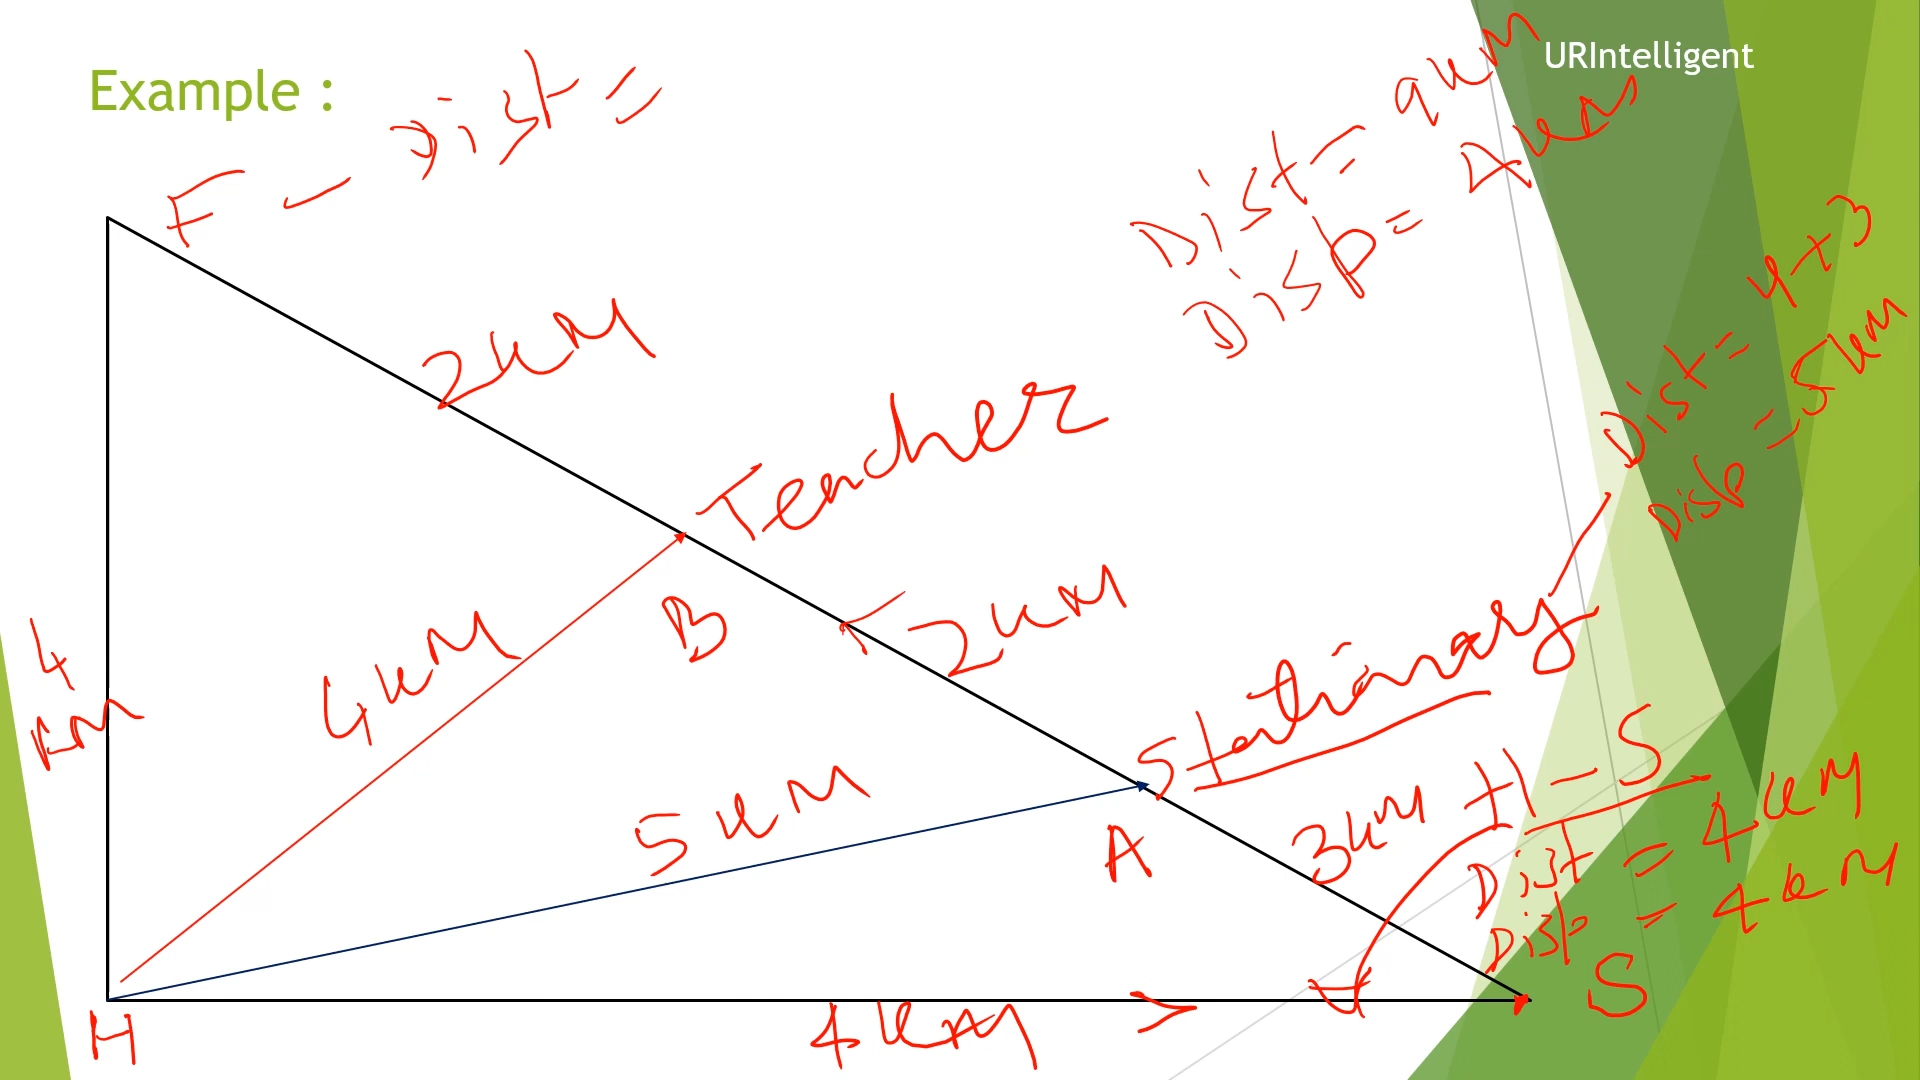 Example :
URIntelligent
F - Dist =
Dist = 9km
Disp = 4km
Dist = 4+3
Disp = 5km
2km
Teacher
B
2km
4km
4 km
Stationary
5km
A
3km
H-S
Dist = 4km
Disp = 4km
S
H
4km